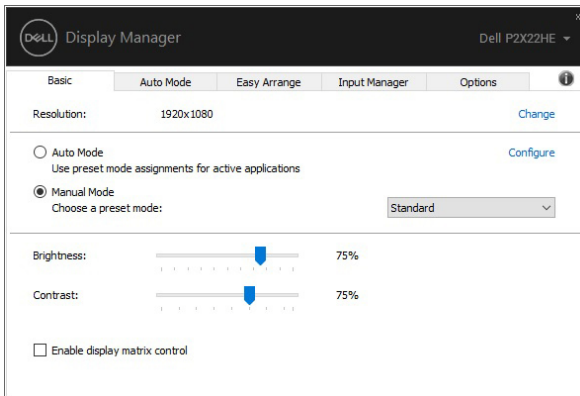 DELL Display Manager
Dell P2X22HE
Basic Auto Mode Easy Arrange Input Manager Options
Resolution: 1920x1080 Change
Auto Mode Configure
Use preset mode assignments for active applications
Manual Mode
Choose a preset mode: Standard
Brightness: 75%
Contrast: 75%
Enable display matrix control